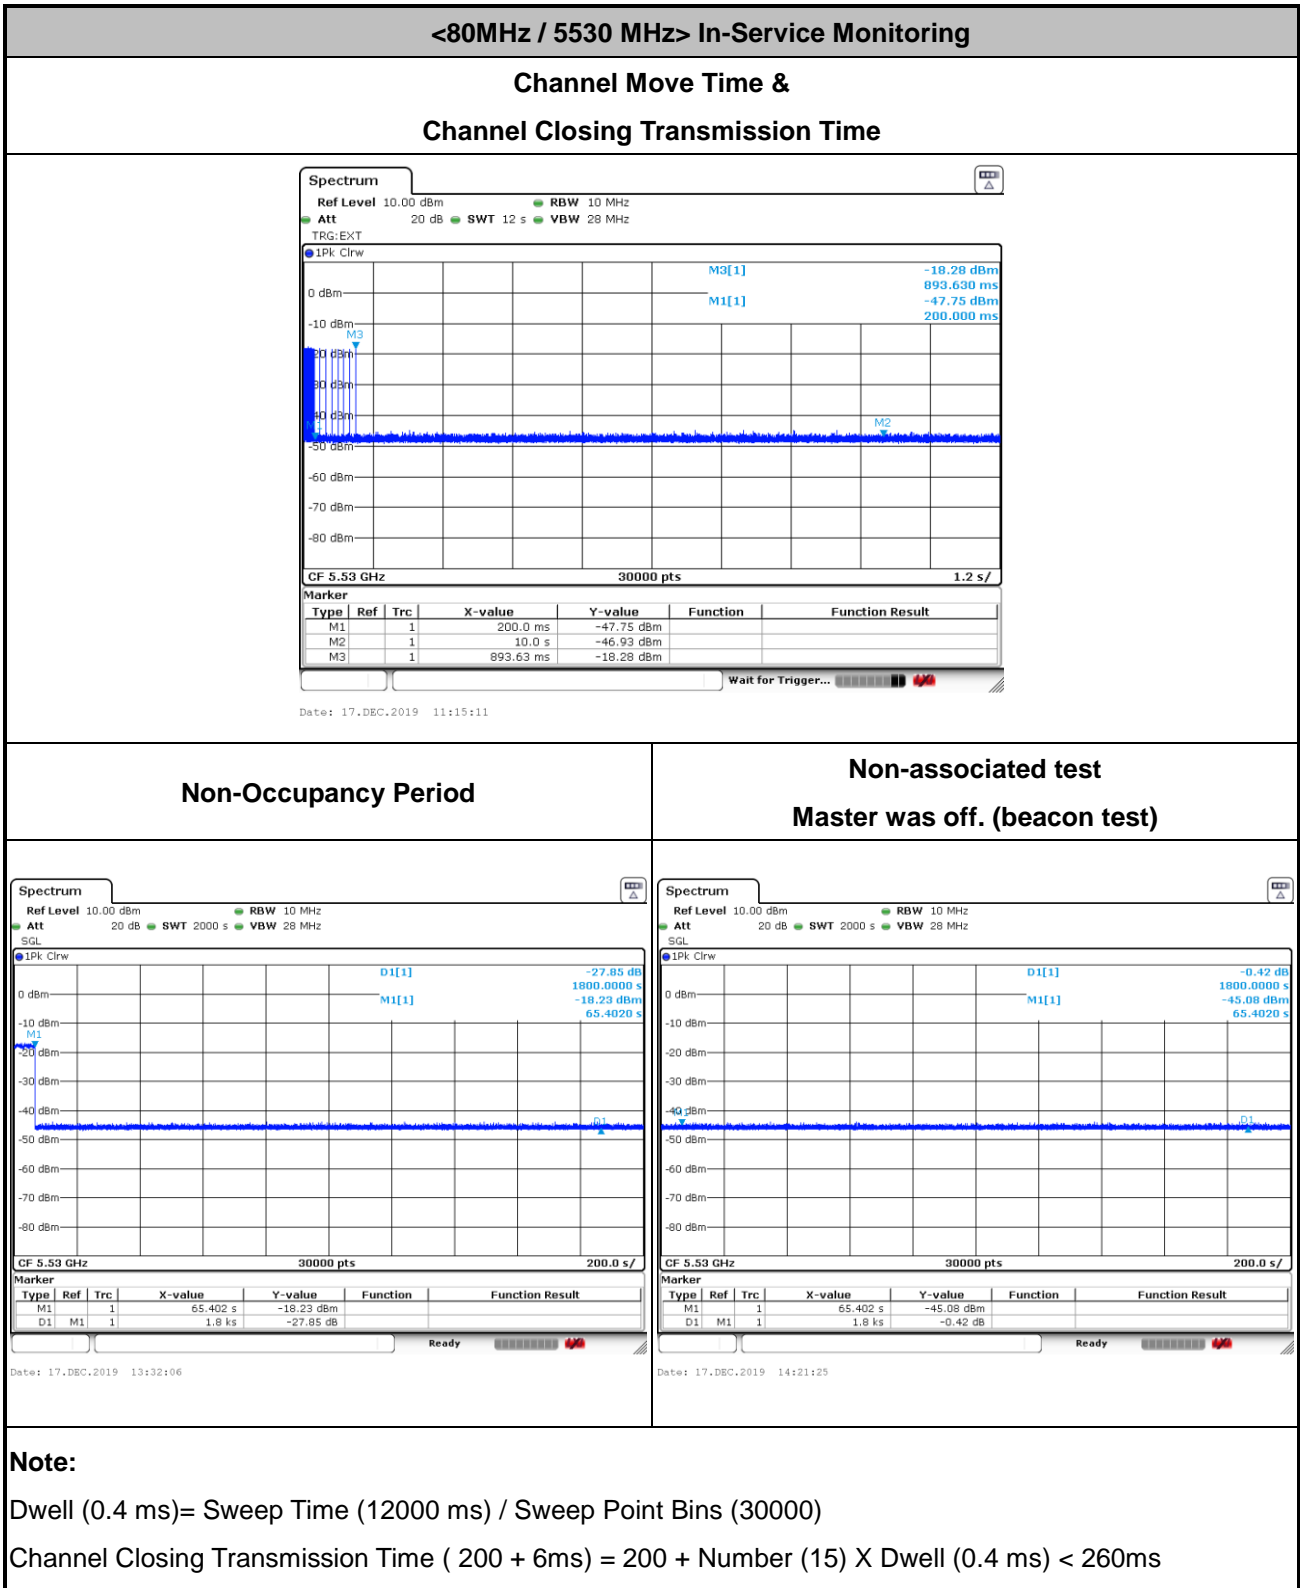 <80MHz / 5530 MHz> In-Service Monitoring
Channel Move Time &
Channel Closing Transmission Time
Spectrum
Ref Level 10.00 dBm RBW 10 MHz
Att 20 dB SWT 12 s VBW 28 MHz
TRG:EXT
1Pk Clrw
M3[1] -18.28 dBm
893.630 ms
0 dBm
M1[1] -47.75 dBm
200.000 ms
-10 dBm
M3
-20 dBm
-30 dBm
-40 dBm
M1
M2
-50 dBm
-60 dBm
-70 dBm
-80 dBm
CF 5.53 GHz 30000 pts 1.2 s/
Marker
Type Ref Trc X-value Y-value Function Function Result
M1 1 200.0 ms -47.75 dBm
M2 1 10.0 s -46.93 dBm
M3 1 893.63 ms -18.28 dBm
Wait for Trigger...
Date: 17.DEC.2019 11:15:11
Non-Occupancy Period
Non-associated test
Master was off. (beacon test)
Spectrum
Ref Level 10.00 dBm RBW 10 MHz
Att 20 dB SWT 2000 s VBW 28 MHz
SGL
1Pk Clrw
D1[1] -27.85 dB
1800.0000 s
0 dBm
M1[1] -18.23 dBm
65.4020 s
-10 dBm
M1
-20 dBm
-30 dBm
-40 dBm
D1
-50 dBm
-60 dBm
-70 dBm
-80 dBm
CF 5.53 GHz 30000 pts 200.0 s/
Marker
Type Ref Trc X-value Y-value Function Function Result
M1 1 65.402 s -18.23 dBm
D1 M1 1 1.8 ks -27.85 dB
Ready
Date: 17.DEC.2019 13:32:06
Spectrum
Ref Level 10.00 dBm RBW 10 MHz
Att 20 dB SWT 2000 s VBW 28 MHz
SGL
1Pk Clrw
D1[1] -0.42 dB
1800.0000 s
0 dBm
M1[1] -45.08 dBm
65.4020 s
-10 dBm
-20 dBm
-30 dBm
-40 dBm
M1
D1
-50 dBm
-60 dBm
-70 dBm
-80 dBm
CF 5.53 GHz 30000 pts 200.0 s/
Marker
Type Ref Trc X-value Y-value Function Function Result
M1 1 65.402 s -45.08 dBm
D1 M1 1 1.8 ks -0.42 dB
Ready
Date: 17.DEC.2019 14:21:25
Note:
Dwell (0.4 ms)= Sweep Time (12000 ms) / Sweep Point Bins (30000)
Channel Closing Transmission Time ( 200 + 6ms) = 200 + Number (15) X Dwell (0.4 ms) < 260ms